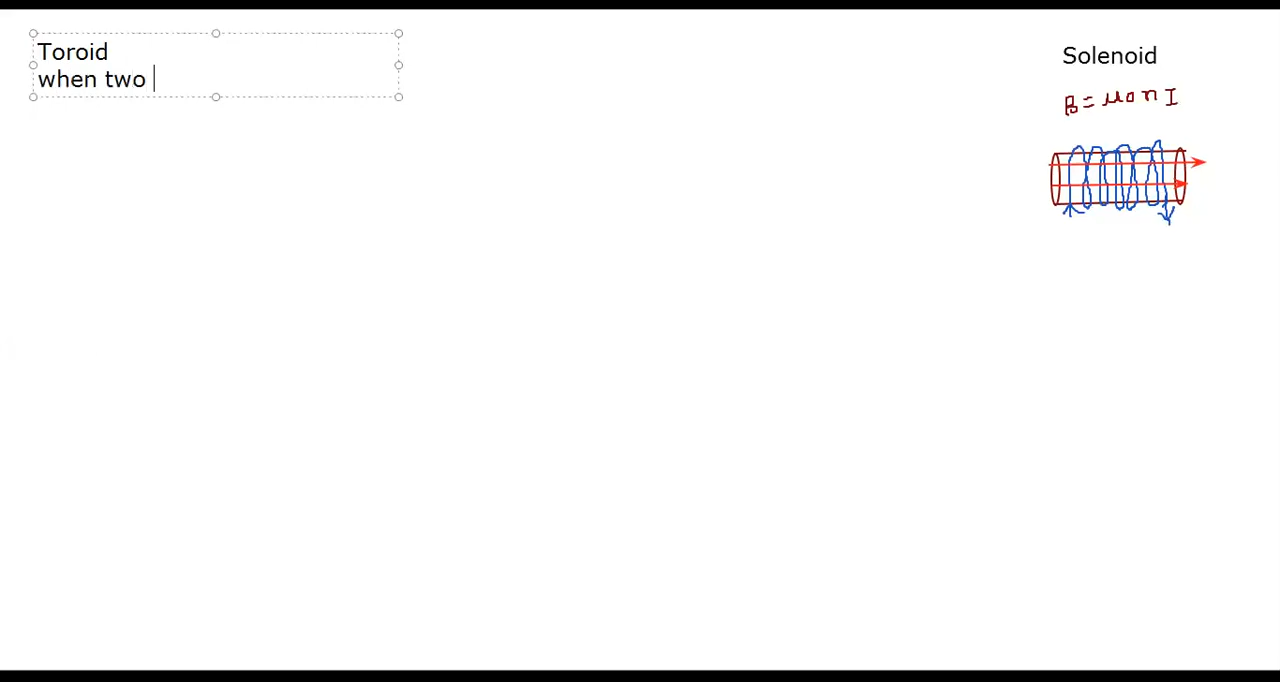 Toroid
when two
Solenoid
B = μ0 n I